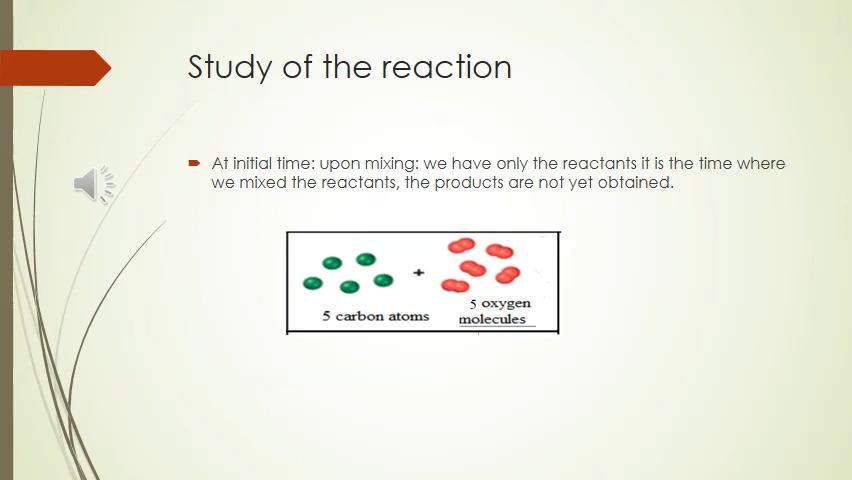 Study of the reaction
At initial time: upon mixing: we have only the reactants it is the time where
we mixed the reactants, the products are not yet obtained.
+
5 carbon atoms
5 oxygen
molecules